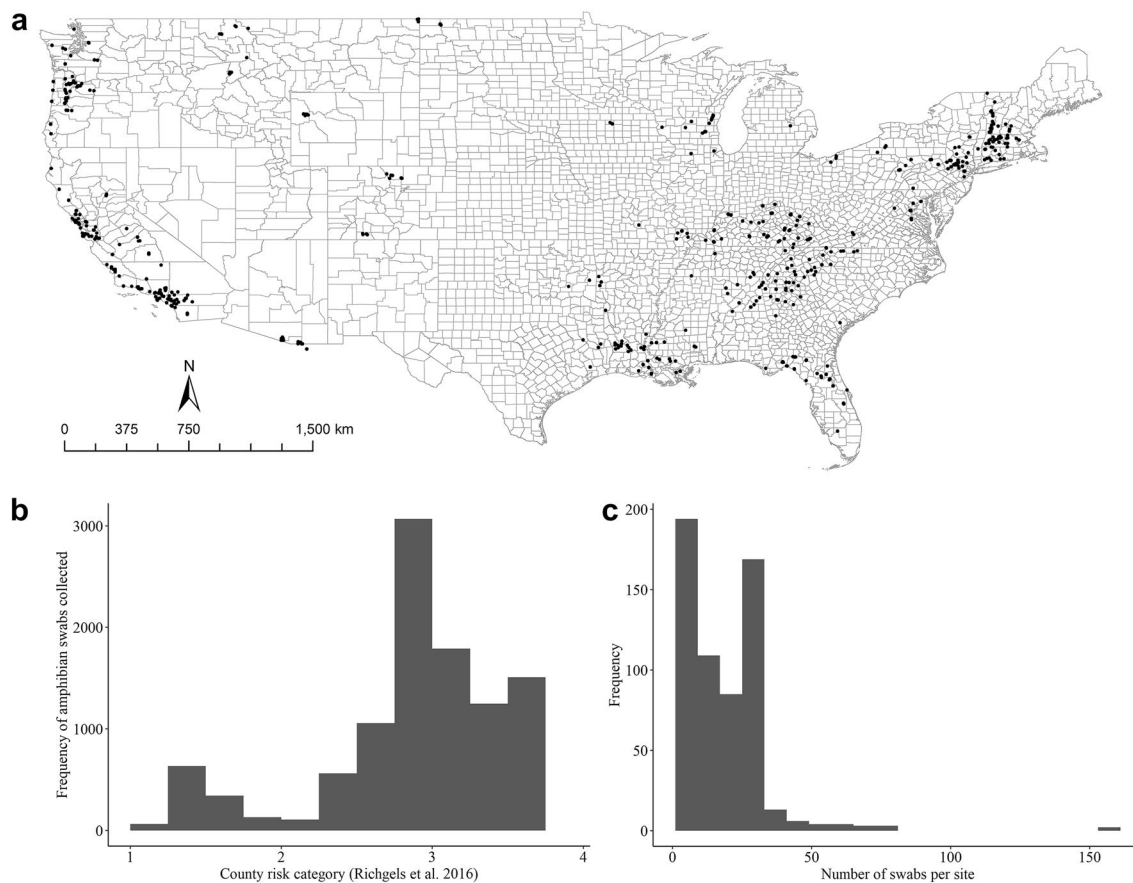 a
N
0 375 750 1,500 km
b
Frequency of amphibian swabs collected
3000
2000
1000
0
1 2 3 4
County risk category (Richgels et al. 2016)
c
Frequency
200
150
100
50
0
0 50 100 150
Number of swabs per site